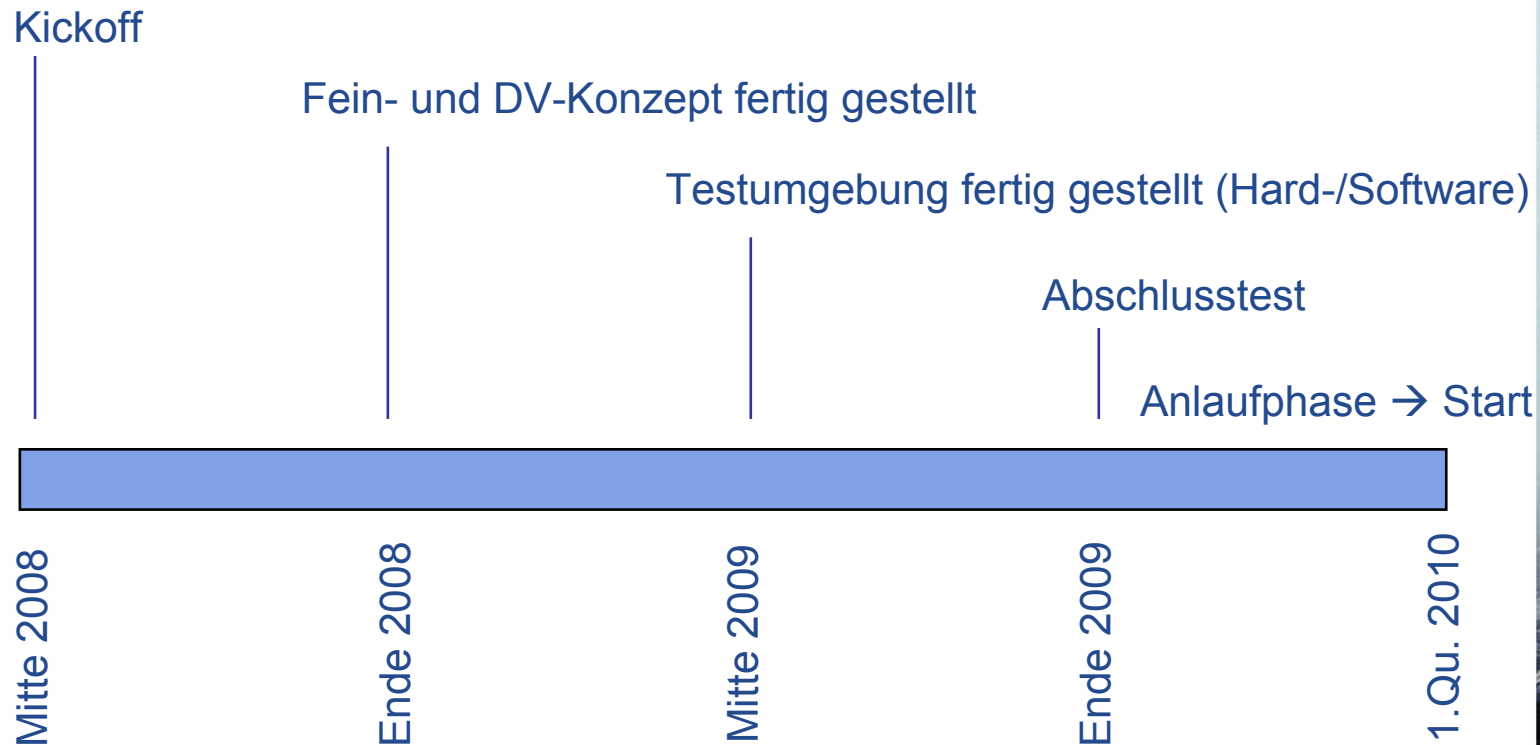 Kickoff
Fein- und DV-Konzept fertig gestellt
Testumgebung fertig gestellt (Hard-/Software)
Abschlusstest
Anlaufphase → Start
Mitte 2008
Ende 2008
Mitte 2009
Ende 2009
1.Qu. 2010